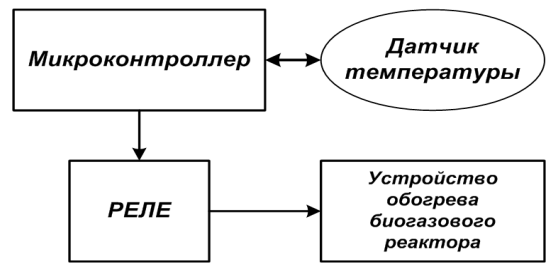 Микроконтроллер
Датчик
температуры
РЕЛЕ
Устройство
обогрева
биогазового
реактора